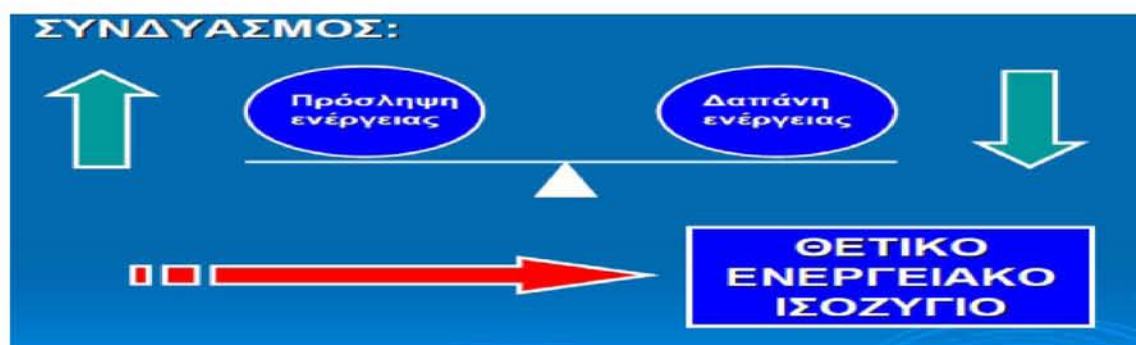 ΣΥΝΔΥΑΣΜΟΣ:
Πρόσληψη
ενέργειας
Δαπάνη
ενέργειας
ΘΕΤΙΚΟ
ΕΝΕΡΓΕΙΑΚΟ
ΙΣΟΖΥΓΙΟ